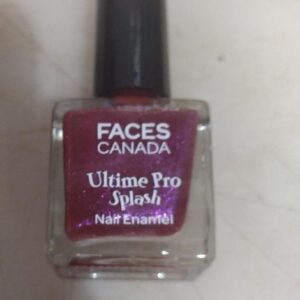 FACES
CANADA
Ultime Pro
Splash
Nail Enamel